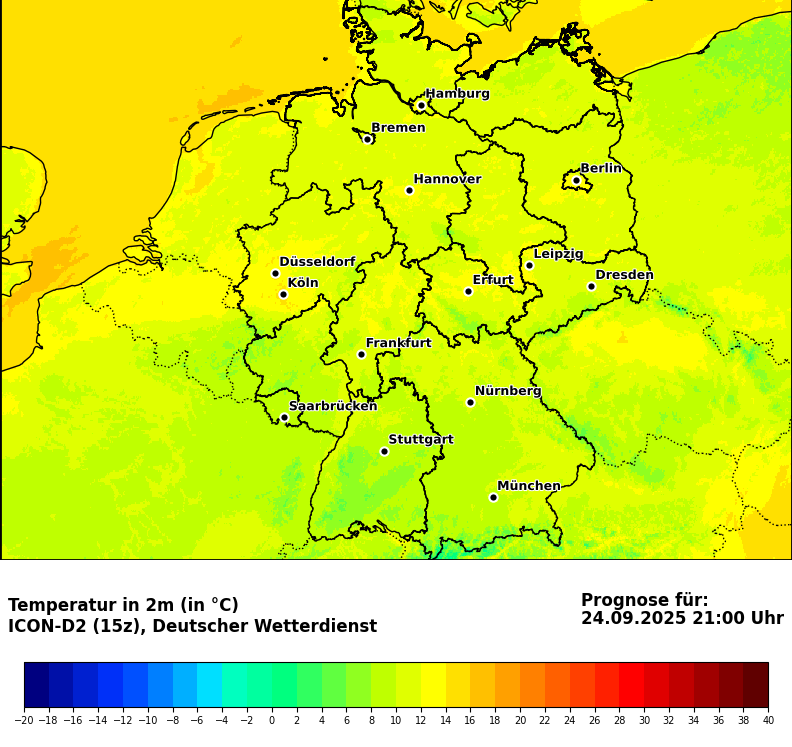 Hamburg
Bremen
Berlin
Hannover
Leipzig
Düsseldorf
Dresden
Köln
Erfurt
Frankfurt
Nürnberg
Saarbrücken
Stuttgart
München
Temperatur in 2m (in °C)
ICON-D2 (15z), Deutscher Wetterdienst
Prognose für:
24.09.2025 21:00 Uhr
−20 −18 −16 −14 −12 −10 −8 −6 −4 −2 0 2 4 6 8 10 12 14 16 18 20 22 24 26 28 30 32 34 36 38 40